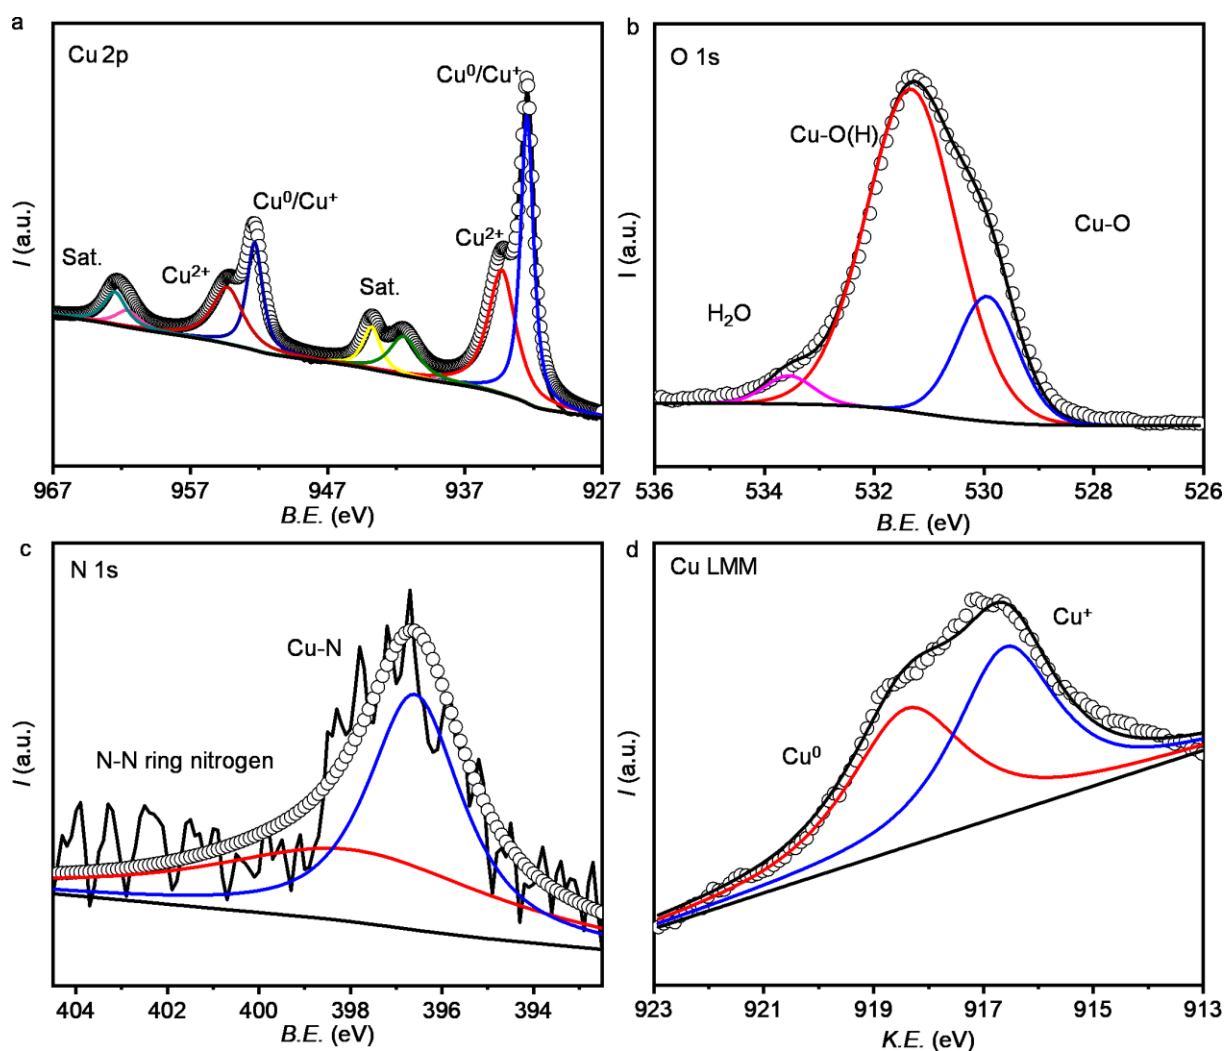 a
Cu 2p
Cu⁰/Cu⁺
Cu⁰/Cu⁺
Sat.
Cu²⁺
Sat.
Cu²⁺
I (a.u.)
967 957 947 937 927
B.E. (eV)
b
O 1s
Cu-O(H)
Cu-O
H₂O
I (a.u.)
536 534 532 530 528 526
B.E. (eV)
c
N 1s
Cu-N
N-N ring nitrogen
I (a.u.)
404 402 400 398 396 394
B.E. (eV)
d
Cu LMM
Cu⁺
Cu⁰
I (a.u.)
923 921 919 917 915 913
K.E. (eV)